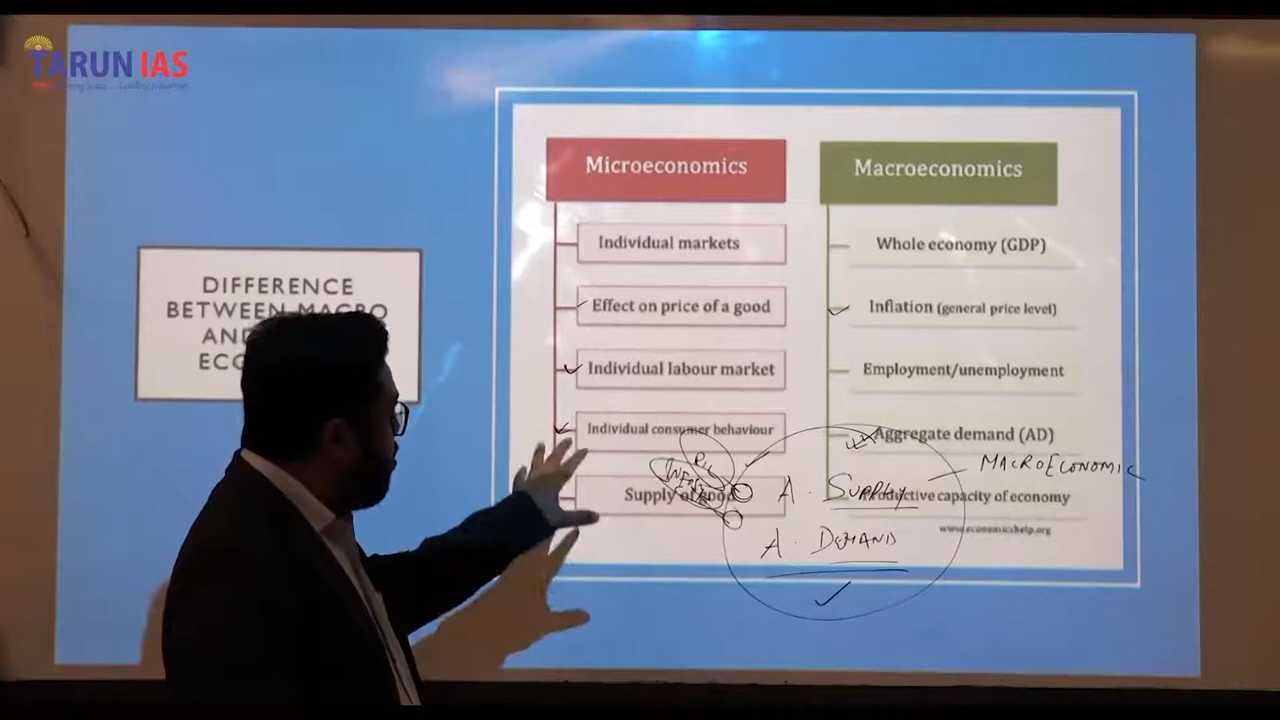 TARUN IAS
DIFFERENCE
BETWEEN MACRO
AND
ECO
Microeconomics
Individual markets
Effect on price of a good
Individual labour market
Individual consumer behaviour
Supply of good
Macroeconomics
Whole economy (GDP)
Inflation (general price level)
Employment/unemployment
Aggregate demand (AD)
Productive capacity of economy
www.economicshelp.org
MACROECONOMIC
A. SUPPLY
A. DEMAND